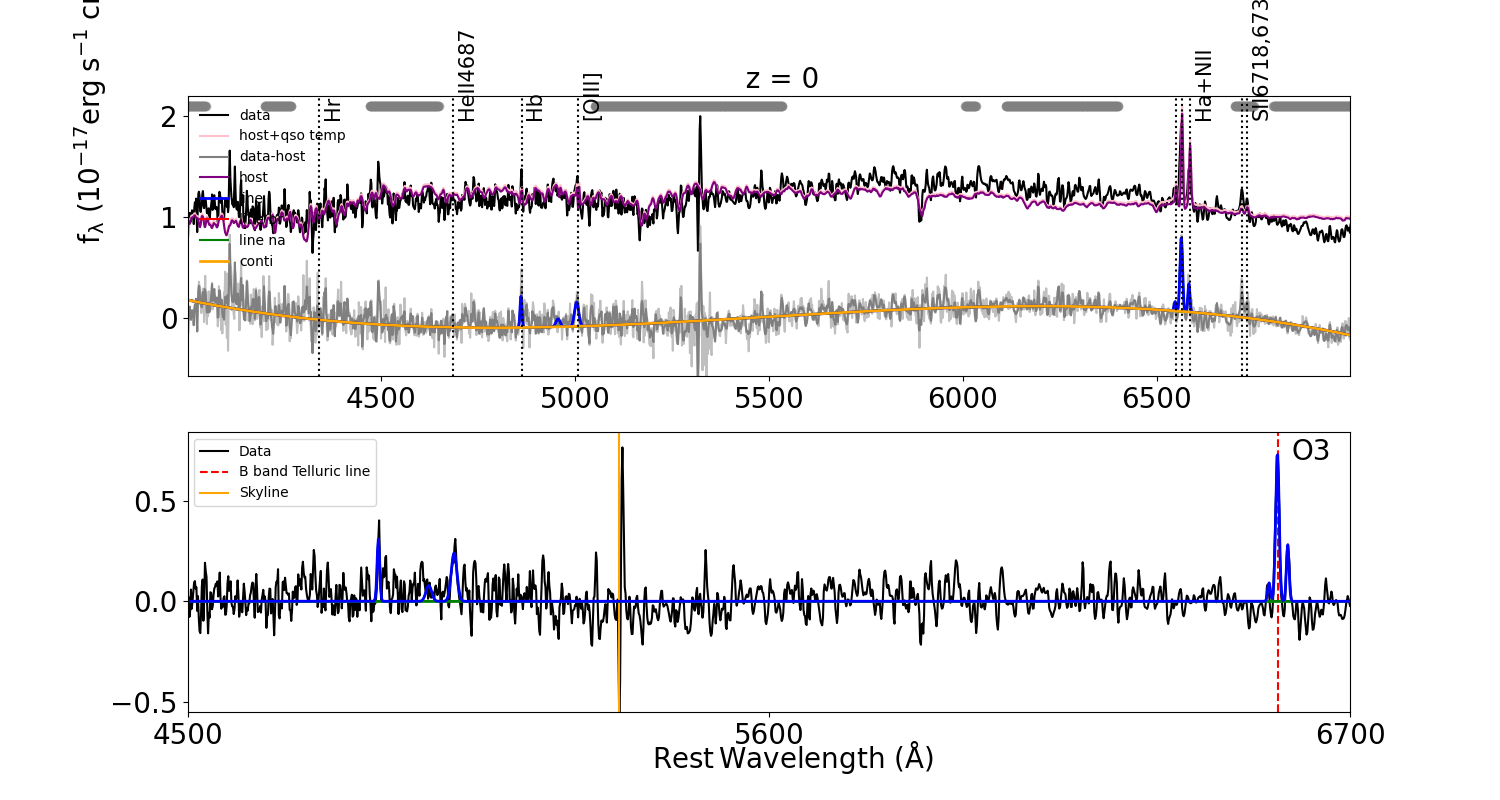 z = 0
f_λ (10^−17 erg s^−1
Hr
HeII4687
Hb
[OIII]
Ha+NII
SII6718,673
data
host+qso temp
data-host
host
line na
conti
2
1
0
4500
5000
5500
6000
6500
Data
B band Telluric line
Skyline
O3
0.5
0.0
−0.5
4500
5600
6700
Rest Wavelength (Å)